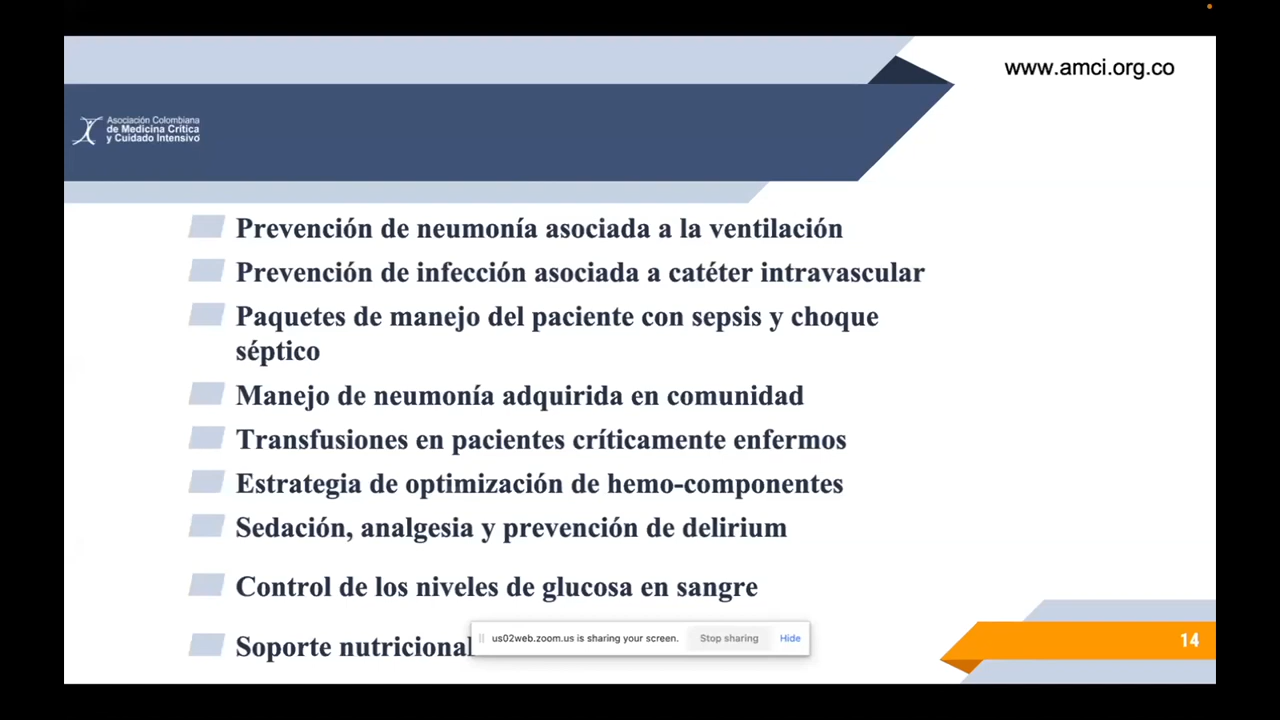 www.amci.org.co
Asociación Colombiana
de Medicina Crítica
y Cuidado Intensivo
Prevención de neumonía asociada a la ventilación
Prevención de infección asociada a catéter intravascular
Paquetes de manejo del paciente con sepsis y choque
séptico
Manejo de neumonía adquirida en comunidad
Transfusiones en pacientes críticamente enfermos
Estrategia de optimización de hemo-componentes
Sedación, analgesia y prevención de delirium
Control de los niveles de glucosa en sangre
Soporte nutricional
us02web.zoom.us is sharing your screen. Stop sharing Hide
14